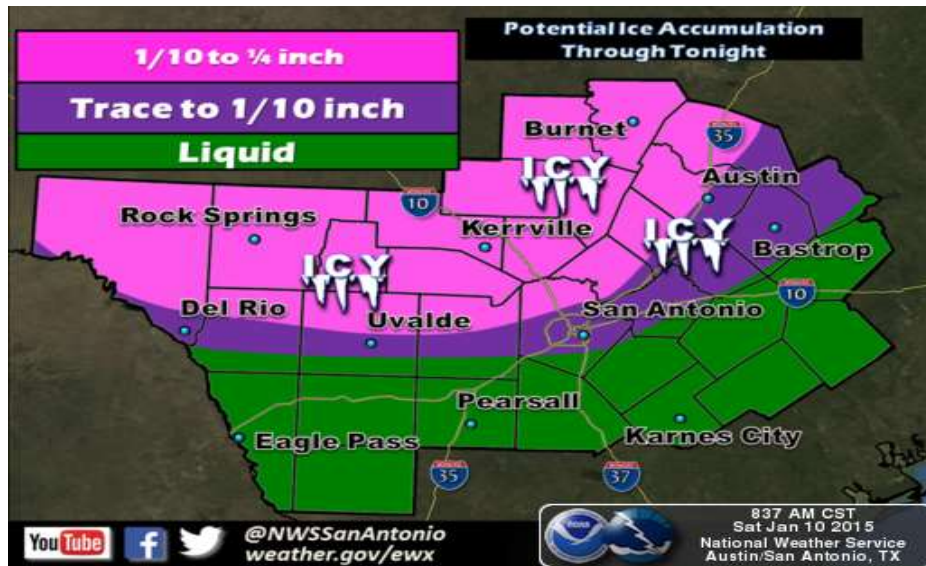 Potential Ice Accumulation
Through Tonight
1/10 to ¼ inch
Trace to 1/10 inch
Liquid
Burnet
35
ICY
Austin
10
Rock Springs
Kerrville
ICY
Bastrop
ICY
Del Rio
Uvalde
San Antonio
10
Pearsall
Eagle Pass
Karnes City
35
37
YouTube
@NWSSanAntonio
weather.gov/ewx
NOAA
837 AM CST
Sat Jan 10 2015
National Weather Service
Austin/San Antonio, TX